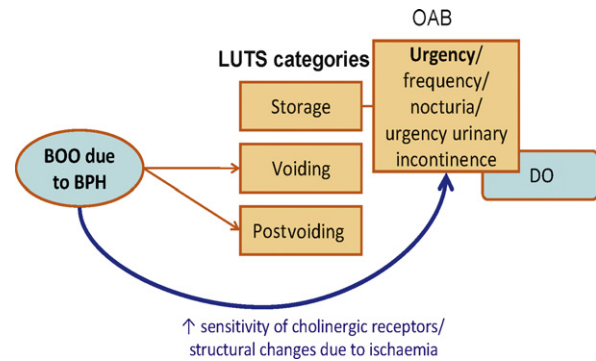 OAB
LUTS categories
Urgency/
frequency/
nocturia/
urgency urinary
incontinence
Storage
BOO due
to BPH
Voiding
DO
Postvoiding
↑ sensitivity of cholinergic receptors/
structural changes due to ischaemia